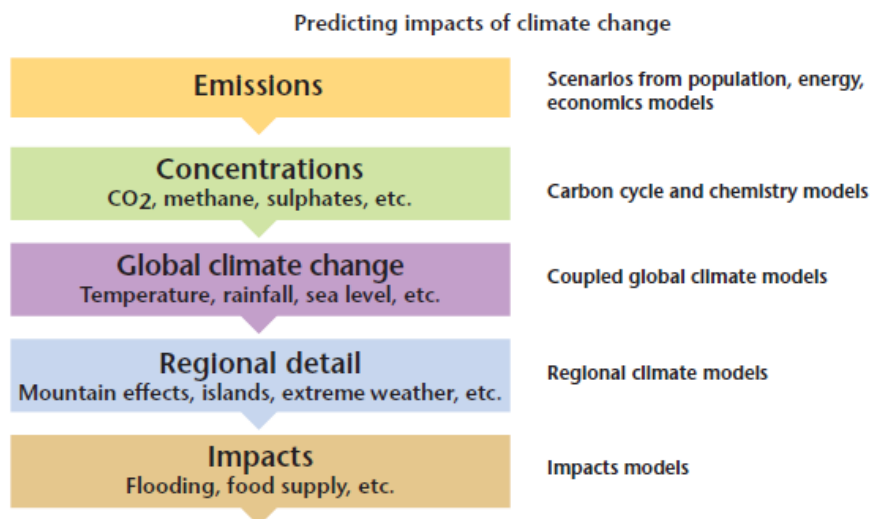 Predicting impacts of climate change
Emissions
Scenarios from population, energy,
economics models
Concentrations
CO2, methane, sulphates, etc.
Carbon cycle and chemistry models
Global climate change
Temperature, rainfall, sea level, etc.
Coupled global climate models
Regional detail
Mountain effects, islands, extreme weather, etc.
Regional climate models
Impacts
Flooding, food supply, etc.
Impacts models